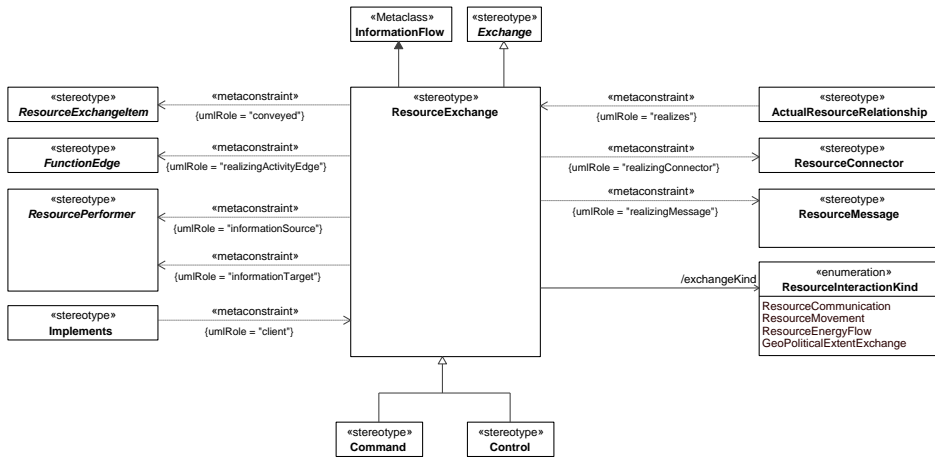 «Metaclass»
InformationFlow
«stereotype»
Exchange
«stereotype»
ResourceExchangeItem
«metaconstraint»
{umlRole = "conveyed"}
«stereotype»
ResourceExchange
«metaconstraint»
{umlRole = "realizes"}
«stereotype»
ActualResourceRelationship
«stereotype»
FunctionEdge
«metaconstraint»
{umlRole = "realizingActivityEdge"}
«metaconstraint»
{umlRole = "realizingConnector"}
«stereotype»
ResourceConnector
«stereotype»
ResourcePerformer
«metaconstraint»
{umlRole = "informationSource"}
«metaconstraint»
{umlRole = "realizingMessage"}
«stereotype»
ResourceMessage
«metaconstraint»
{umlRole = "informationTarget"}
/exchangeKind
«enumeration»
ResourceInteractionKind
ResourceCommunication
ResourceMovement
ResourceEnergyFlow
GeoPoliticalExtentExchange
«stereotype»
Implements
«metaconstraint»
{umlRole = "client"}
«stereotype»
Command
«stereotype»
Control